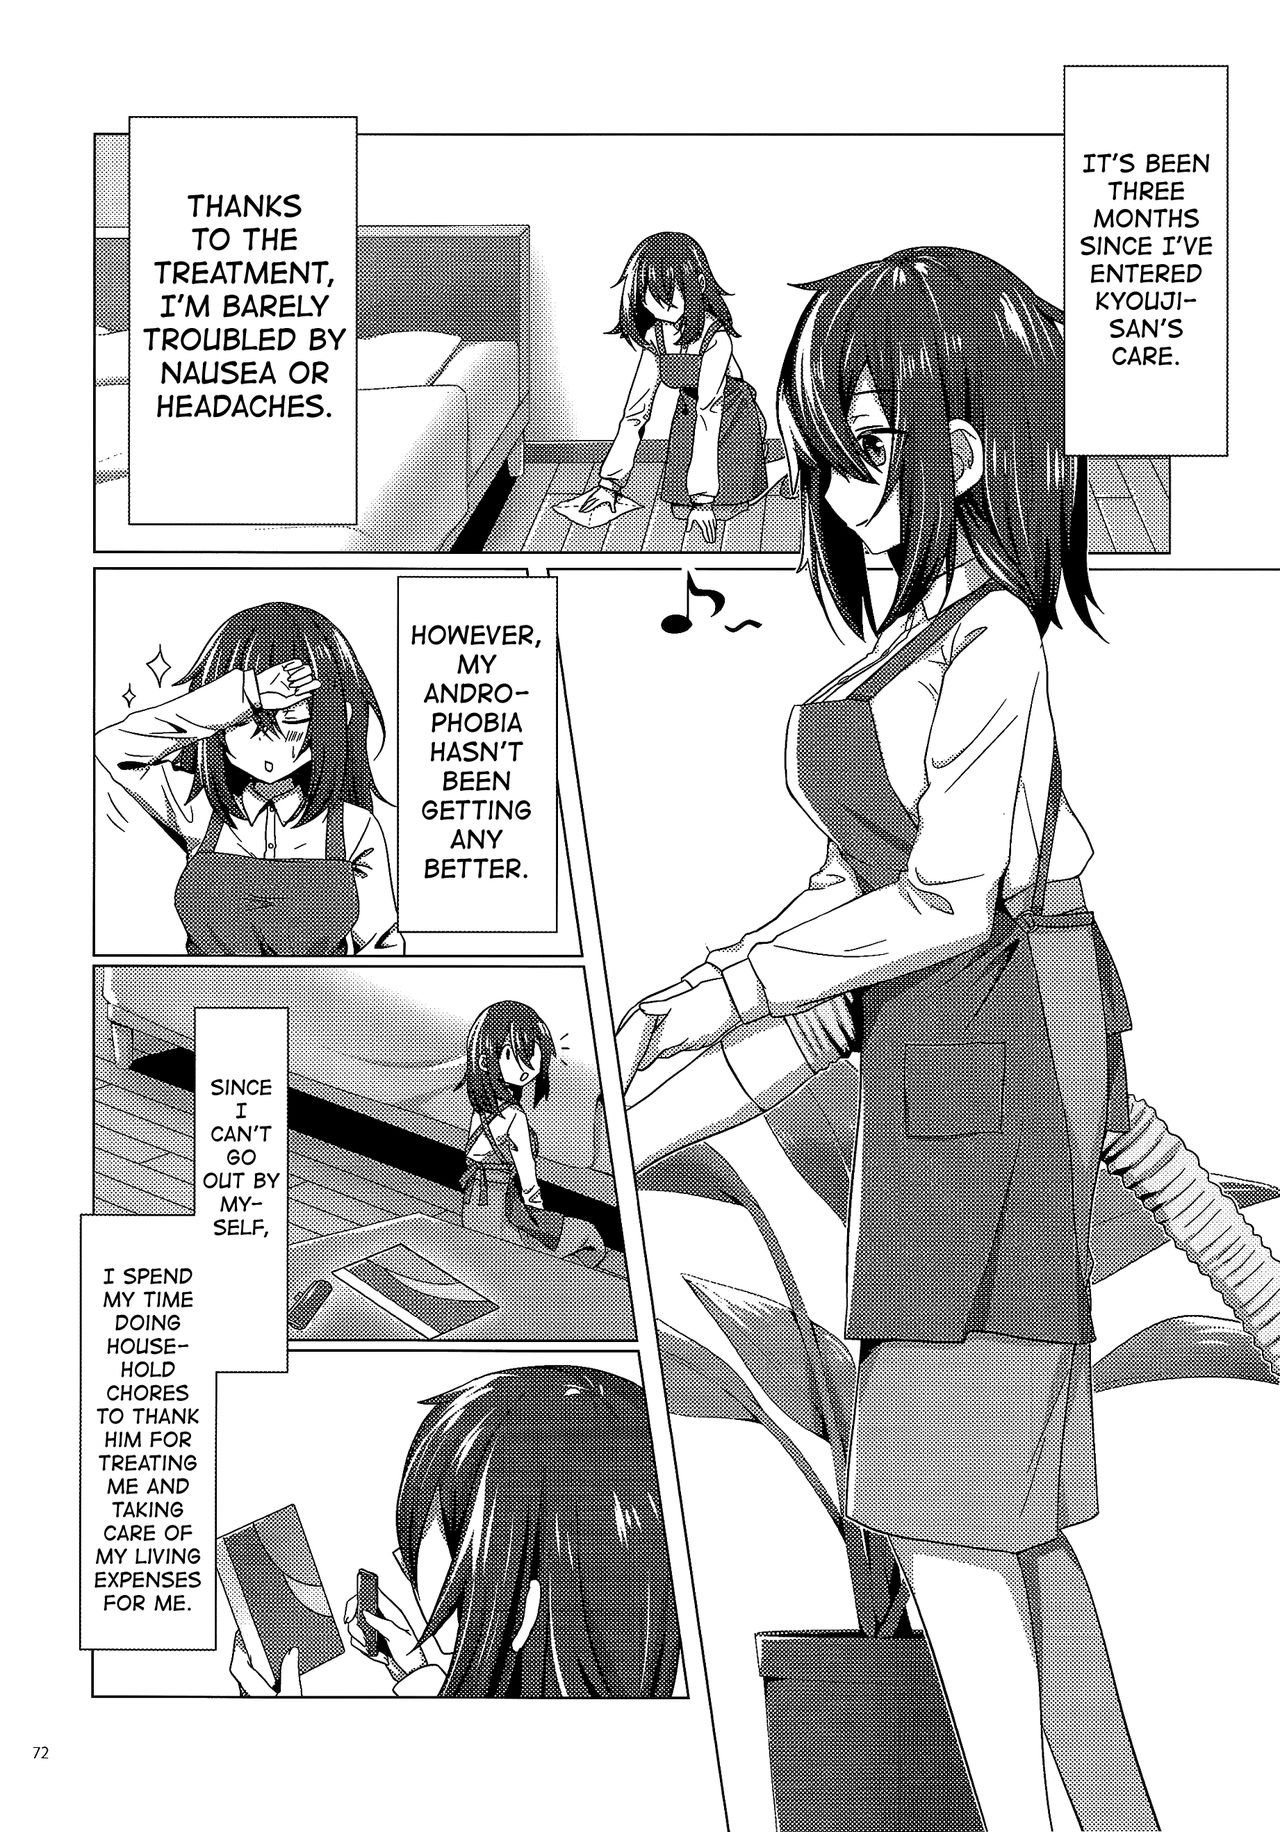 IT'S BEEN
THREE
MONTHS
SINCE I'VE
ENTERED
KYOUJI-
SAN'S
CARE.
THANKS
TO THE
TREATMENT,
I'M BARELY
TROUBLED BY
NAUSEA OR
HEADACHES.
HOWEVER,
MY
ANDRO-
PHOBIA
HASN'T
BEEN
GETTING
ANY
BETTER.
SINCE
I
CAN'T
GO
OUT BY
MY-
SELF,
I SPEND
MY TIME
DOING
HOUSE-
HOLD
CHORES
TO THANK
HIM FOR
TREATING
ME AND
TAKING
CARE OF
MY LIVING
EXPENSES
FOR ME.
72